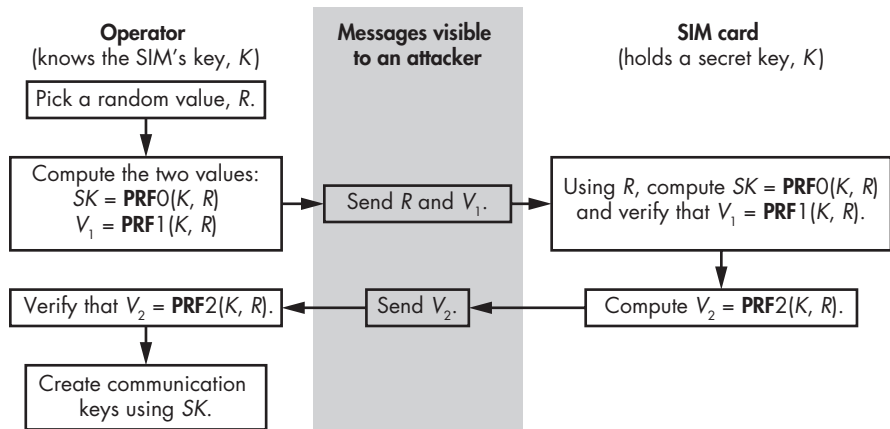 Operator
(knows the SIM’s key, K)
Messages visible
to an attacker
SIM card
(holds a secret key, K)
Pick a random value, R.
Compute the two values:
SK = PRF0(K, R)
V₁ = PRF1(K, R)
Send R and V₁.
Using R, compute SK = PRF0(K, R)
and verify that V₁ = PRF1(K, R).
Verify that V₂ = PRF2(K, R).
Send V₂.
Compute V₂ = PRF2(K, R).
Create communication
keys using SK.